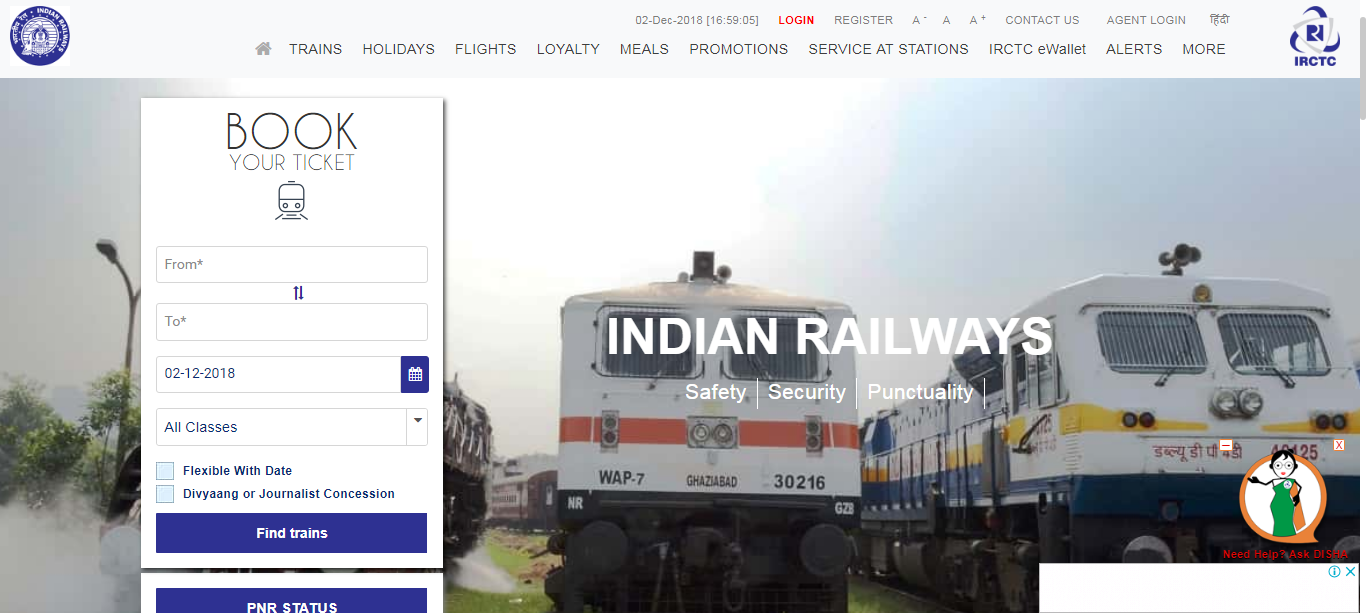 02-Dec-2018 [16:59:05] LOGIN REGISTER A - A A + CONTACT US AGENT LOGIN हिंदी
TRAINS HOLIDAYS FLIGHTS LOYALTY MEALS PROMOTIONS SERVICE AT STATIONS IRCTC eWallet ALERTS MORE
भारतीय रेल INDIAN RAILWAYS
IRCTC
BOOK
YOUR TICKET
From*
To*
02-12-2018
All Classes
Flexible With Date
Divyaang or Journalist Concession
Find trains
PNR STATUS
INDIAN RAILWAYS
Safety Security Punctuality
WAP-7 GHAZIABAD 30216
NR GZB
डब्ल्यू डी पी 4डी
Need Help? Ask DISHA
X